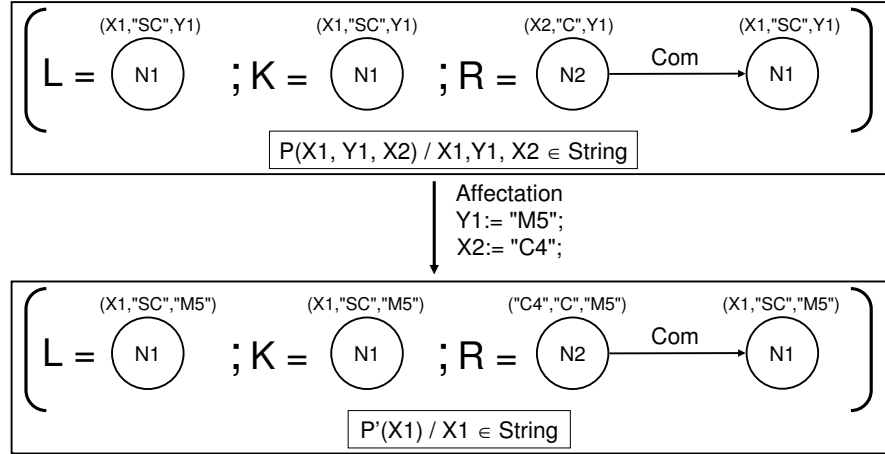 (X1,"SC",Y1) (X1,"SC",Y1) (X2,"C",Y1) (X1,"SC",Y1)
L = N1 ; K = N1 ; R = N2 Com N1
P(X1, Y1, X2) / X1,Y1, X2 ∈ String
Affectation
Y1:= "M5";
X2:= "C4";
(X1,"SC","M5") (X1,"SC","M5") ("C4","C","M5") (X1,"SC","M5")
L = N1 ; K = N1 ; R = N2 Com N1
P'(X1) / X1 ∈ String